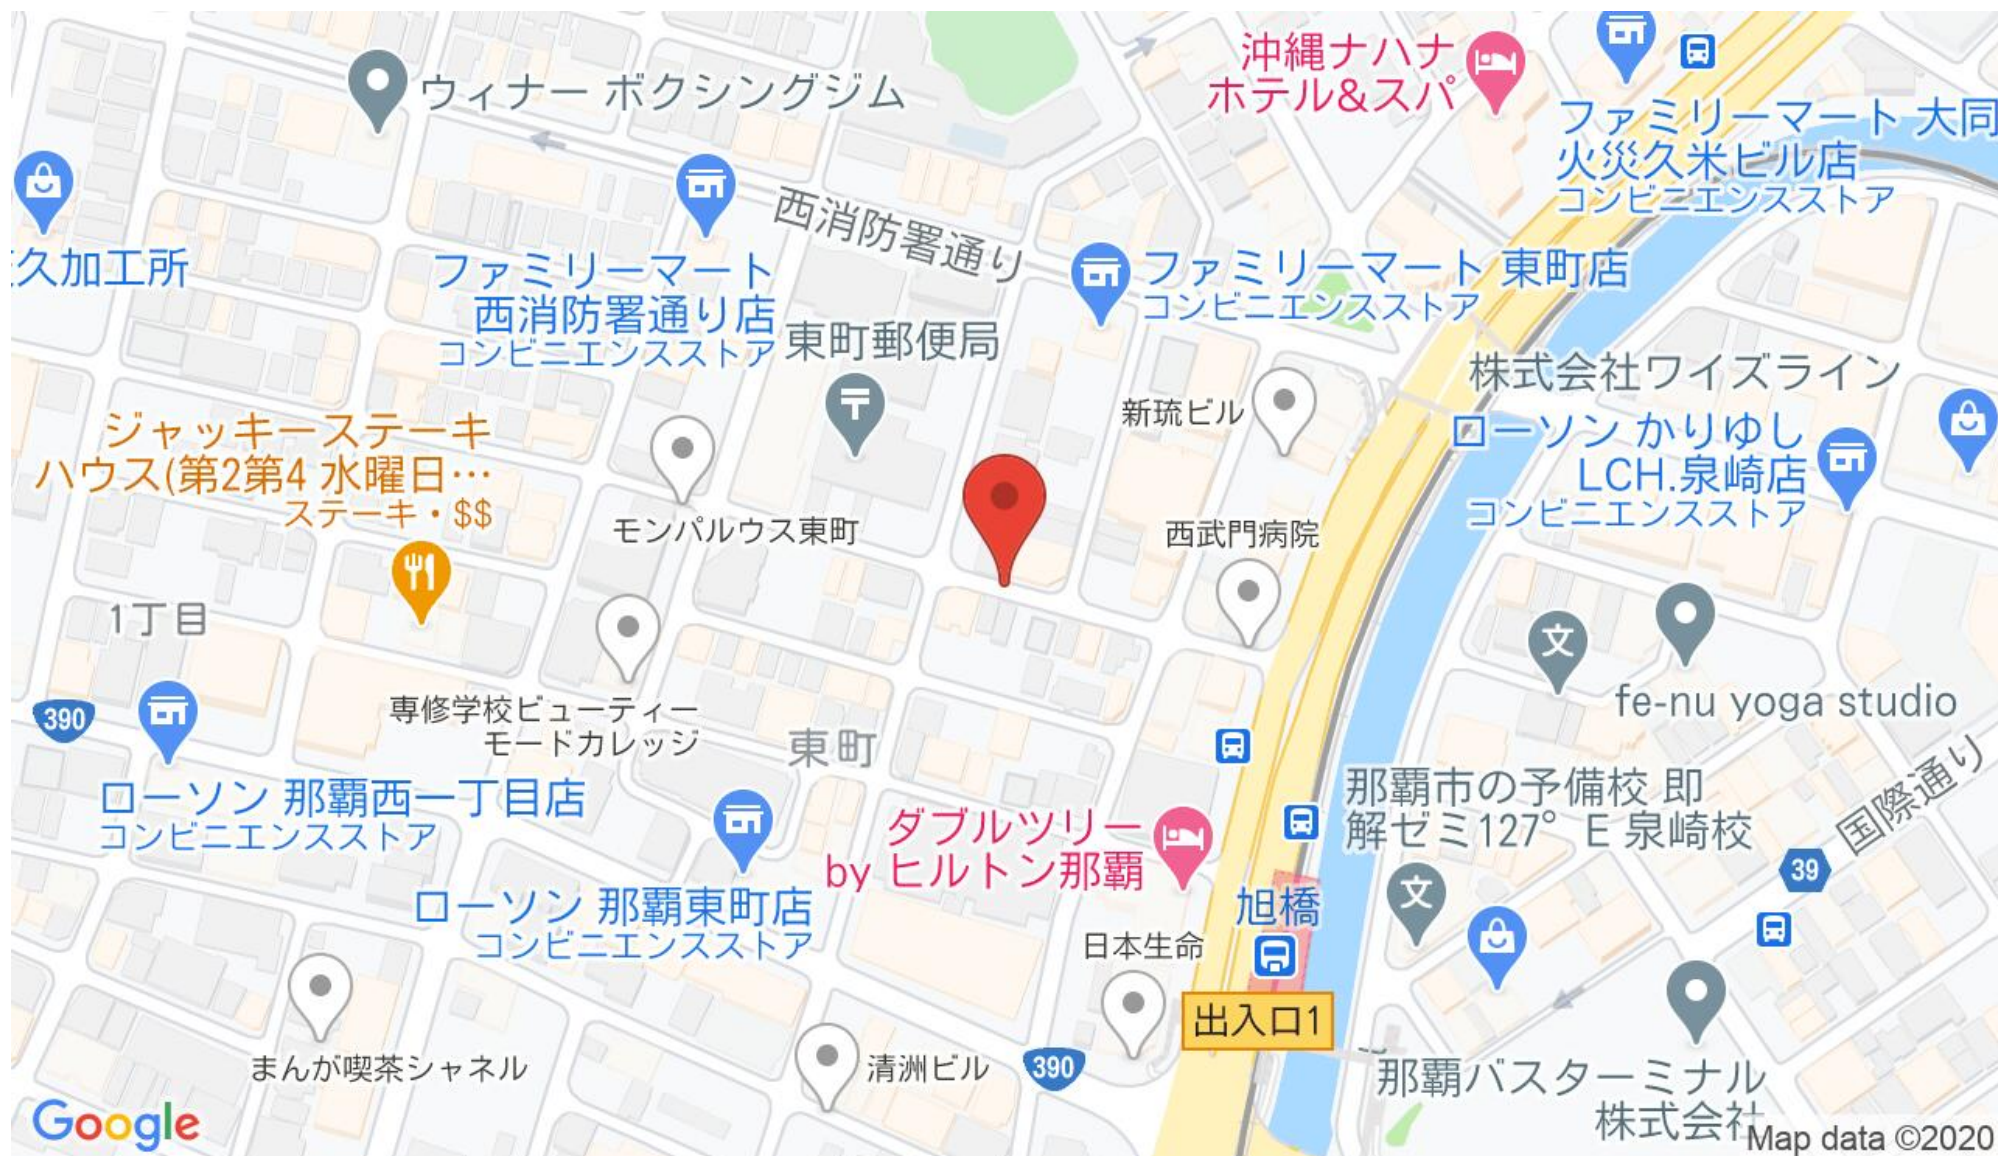 ウィナー ボクシングジム
沖縄ナハナ
ホテル&スパ
ファミリーマート 大同
火災久米ビル店
コンビニエンスストア
久加工所
西消防署通り
ファミリーマート
西消防署通り店
コンビニエンスストア
ファミリーマート 東町店
コンビニエンスストア
東町郵便局
株式会社ワイズライン
新琉ビル
ジャッキーステーキ
ハウス(第2第4 水曜日…
ステーキ・$$
ローソン かりゆし
LCH.泉崎店
コンビニエンスストア
モンパルウス東町
西武門病院
1丁目
文
fe-nu yoga studio
390
専修学校ビューティー
モードカレッジ
東町
国際通り
ローソン 那覇西一丁目店
コンビニエンスストア
那覇市の予備校 即
解ゼミ127°E 泉崎校
ダブルツリー
by ヒルトン那覇
39
文
ローソン 那覇東町店
コンビニエンスストア
旭橋
日本生命
出入口1
まんが喫茶シャネル
清洲ビル
390
那覇バスターミナル
株式会社
Google
Map data ©2020